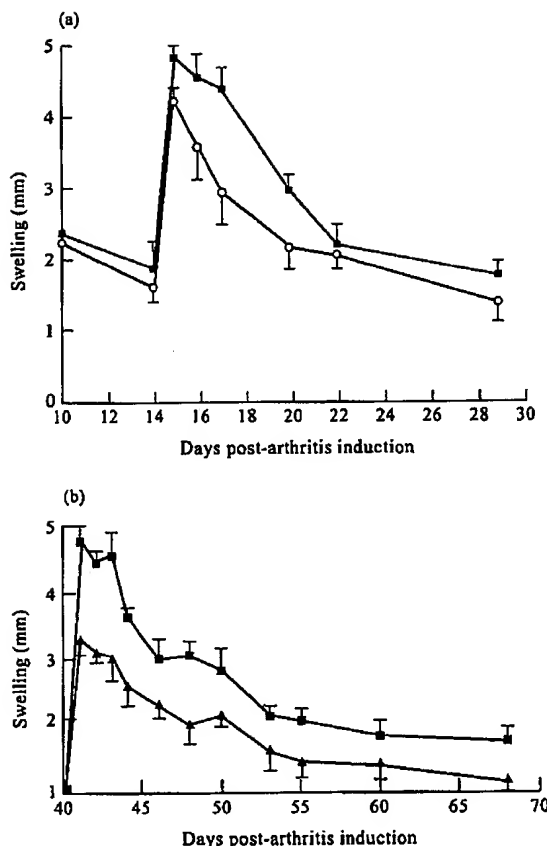 (a)
5
4
3
2
1
0
Swelling (mm)
10 12 14 16 18 20 22 24 26 28 30
Days post-arthritis induction
(b)
5
4
3
2
1
Swelling (mm)
40 45 50 55 60 65 70
Days post-arthritis induction